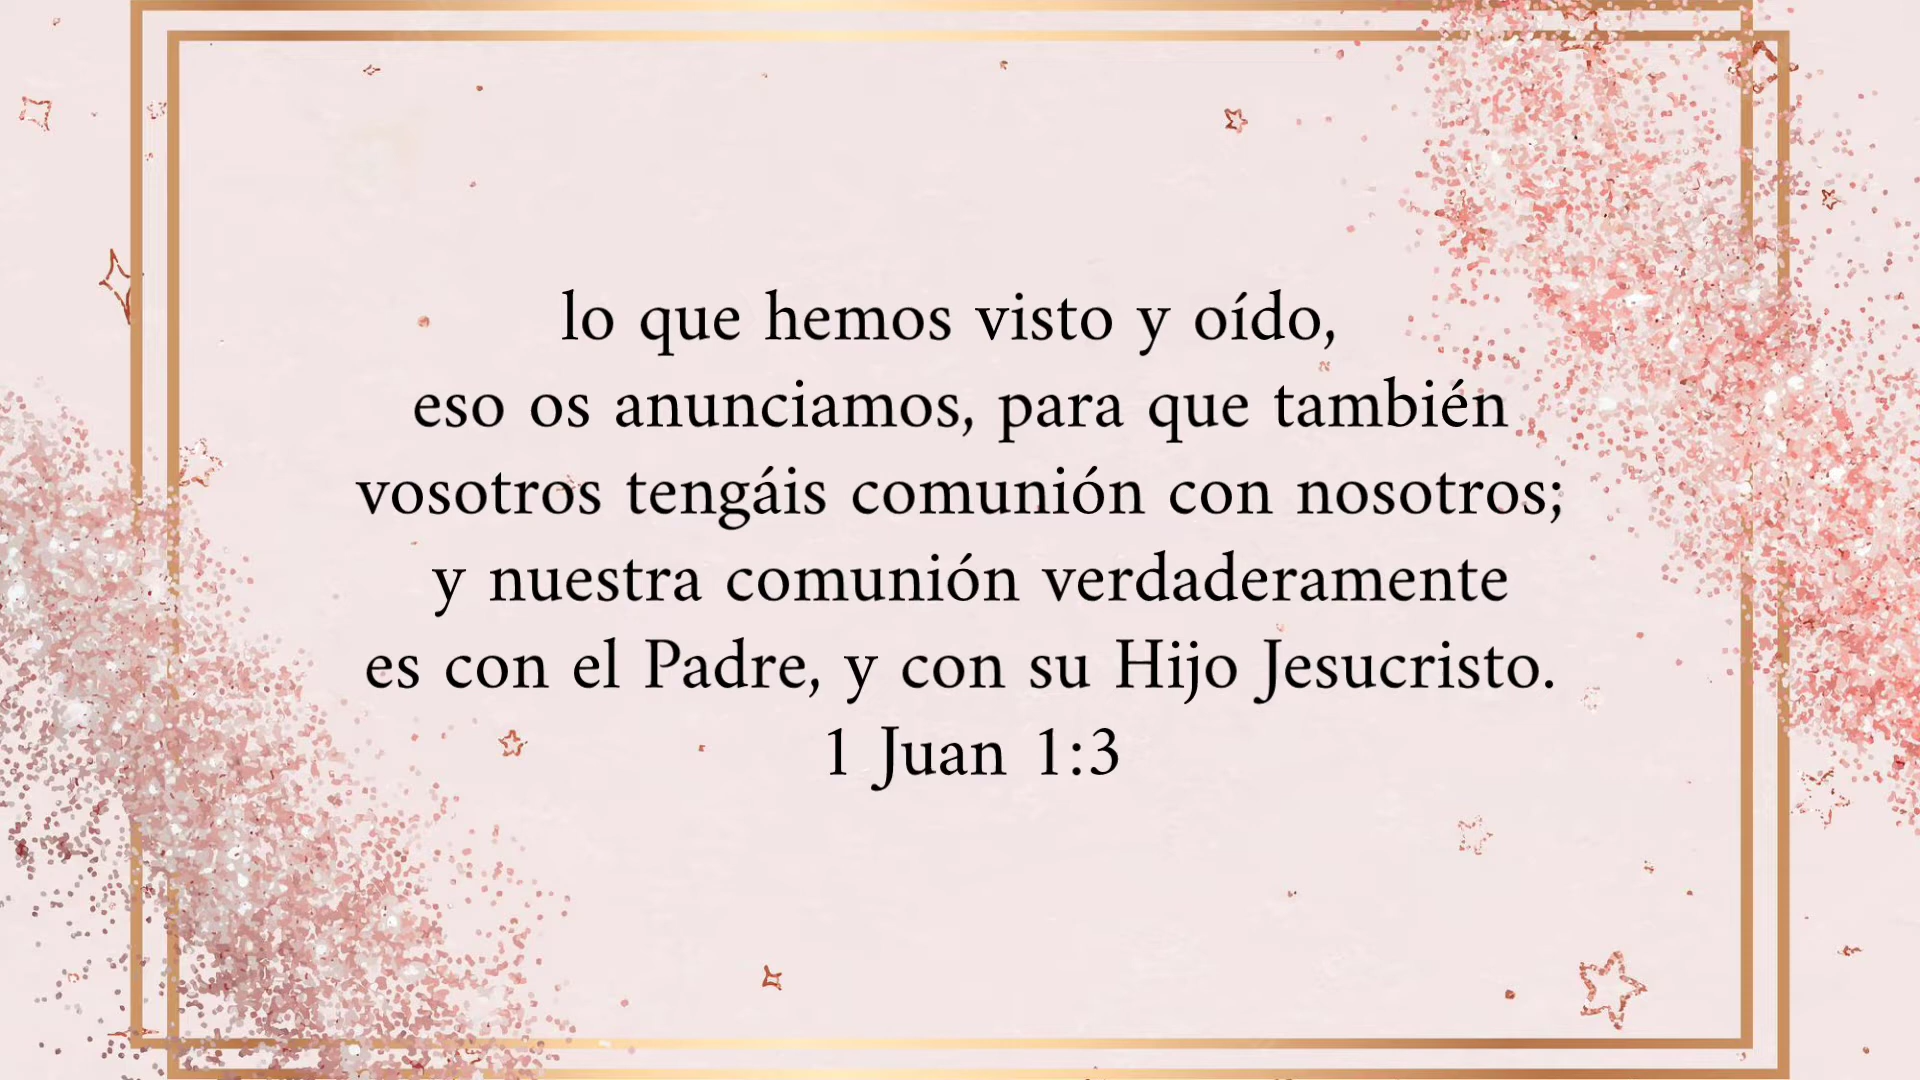 lo que hemos visto y oído,
eso os anunciamos, para que también
vosotros tengáis comunión con nosotros;
y nuestra comunión verdaderamente
es con el Padre, y con su Hijo Jesucristo.
1 Juan 1:3